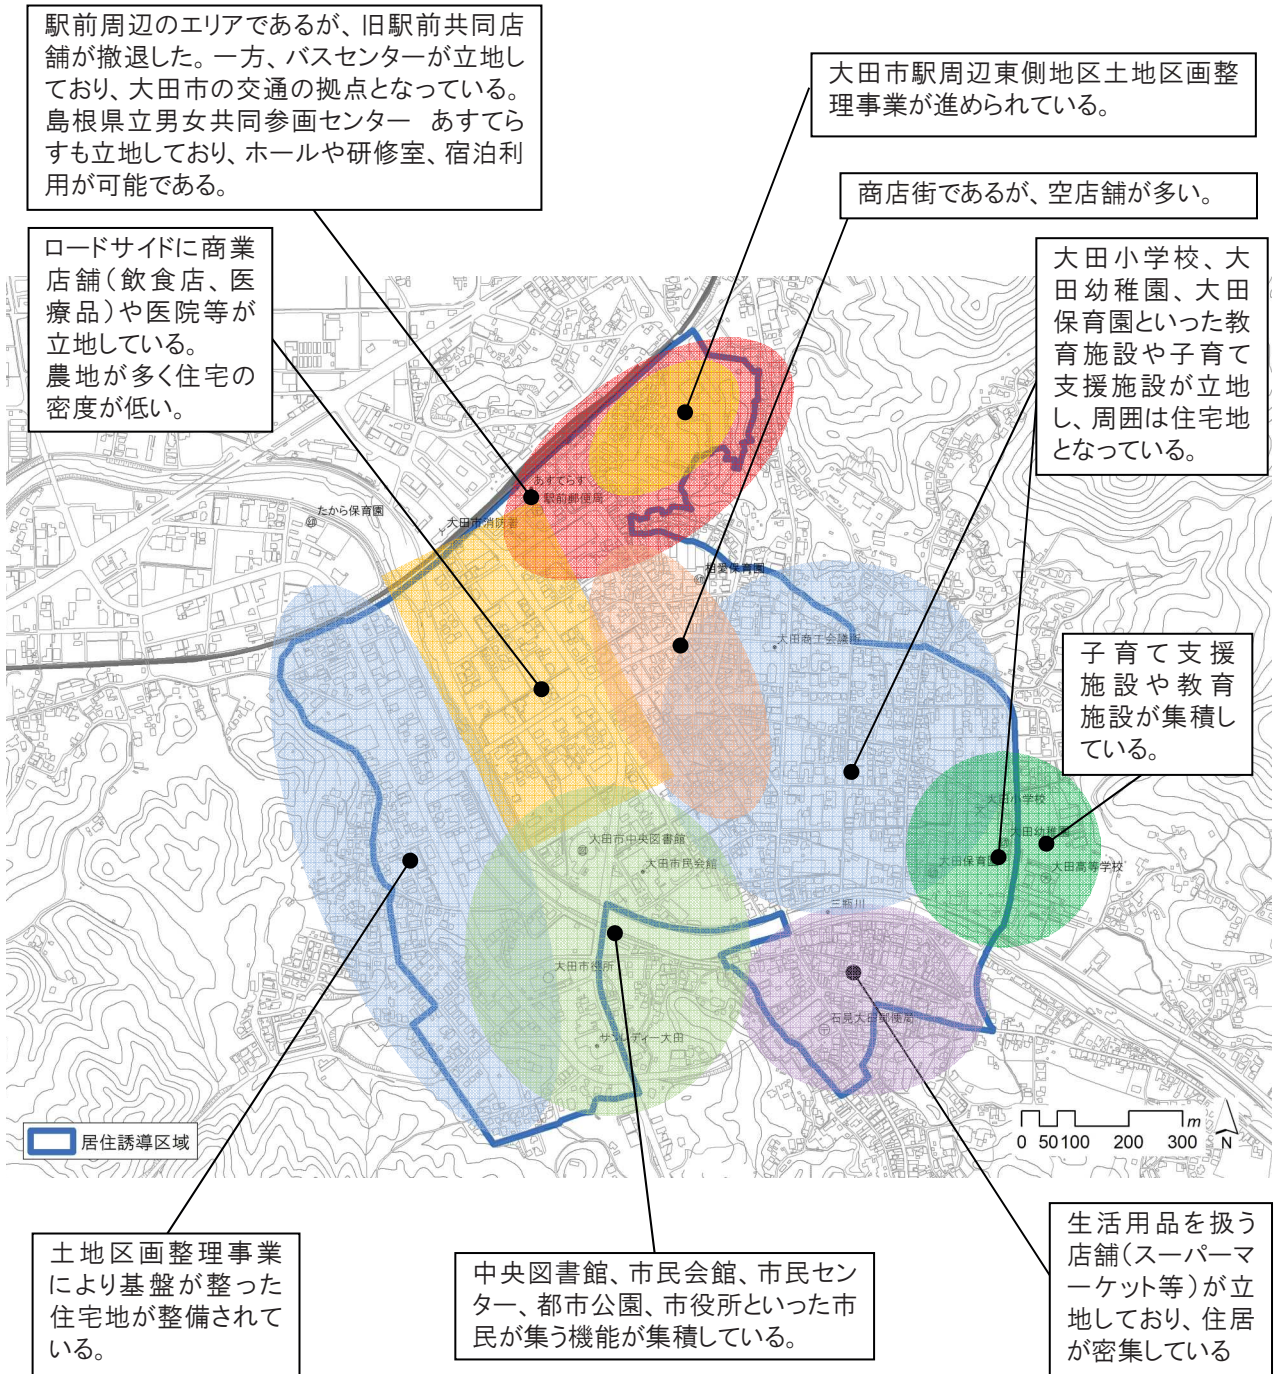 駅前周辺のエリアであるが、旧駅前共同店
舗が撤退した。一方、バスセンターが立地し
ており、大田市の交通の拠点となっている。
島根県立男女共同参画センター　あすてら
すも立地しており、ホールや研修室、宿泊利
用が可能である。
大田市駅周辺東側地区土地区画整
理事業が進められている。
商店街であるが、空店舗が多い。
ロードサイドに商業
店舗（飲食店、医
療品）や医院等が
立地している。
農地が多く住宅の
密度が低い。
大田小学校、大
田幼稚園、大田
保育園といった教
育施設や子育て
支援施設が立地
し、周囲は住宅地
となっている。
あすてらす
駅前郵便局
たから保育園
大田市消防署
相愛保育園
大田商工会議所
子育て支援
施設や教育
施設が集積し
ている。
大田小学校
大田幼稚園
大田保育園
大田高等学校
大田市中央図書館
大田市民会館
三瓶川
大田市役所
石見大田郵便局
サンレディー大田
居住誘導区域
0 50 100 200 300 m
N
土地区画整理事業
により基盤が整った
住宅地が整備されて
いる。
中央図書館、市民会館、市民セン
ター、都市公園、市役所といった市
民が集う機能が集積している。
生活用品を扱う
店舗（スーパーマ
ーケット等）が立
地しており、住居
が密集している